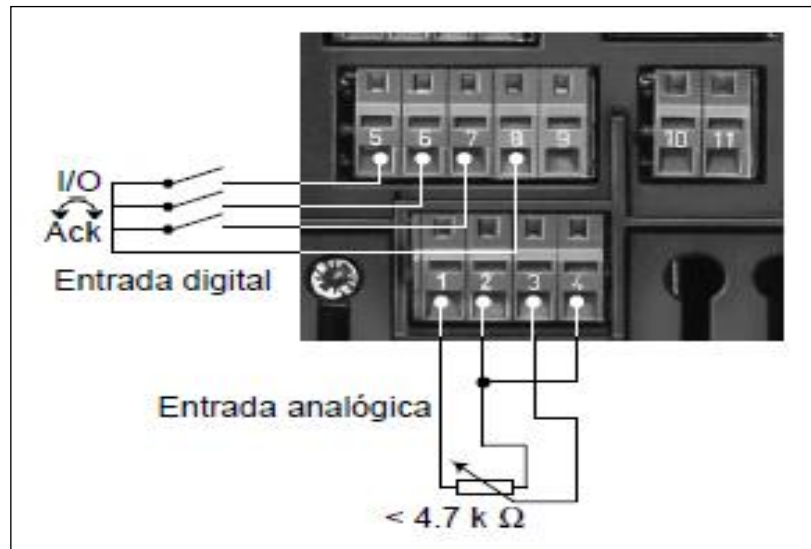 5 6 7 8 9
10 11
I/O
Ack
Entrada digital
1 2 3 4
Entrada analógica
< 4.7 k Ω